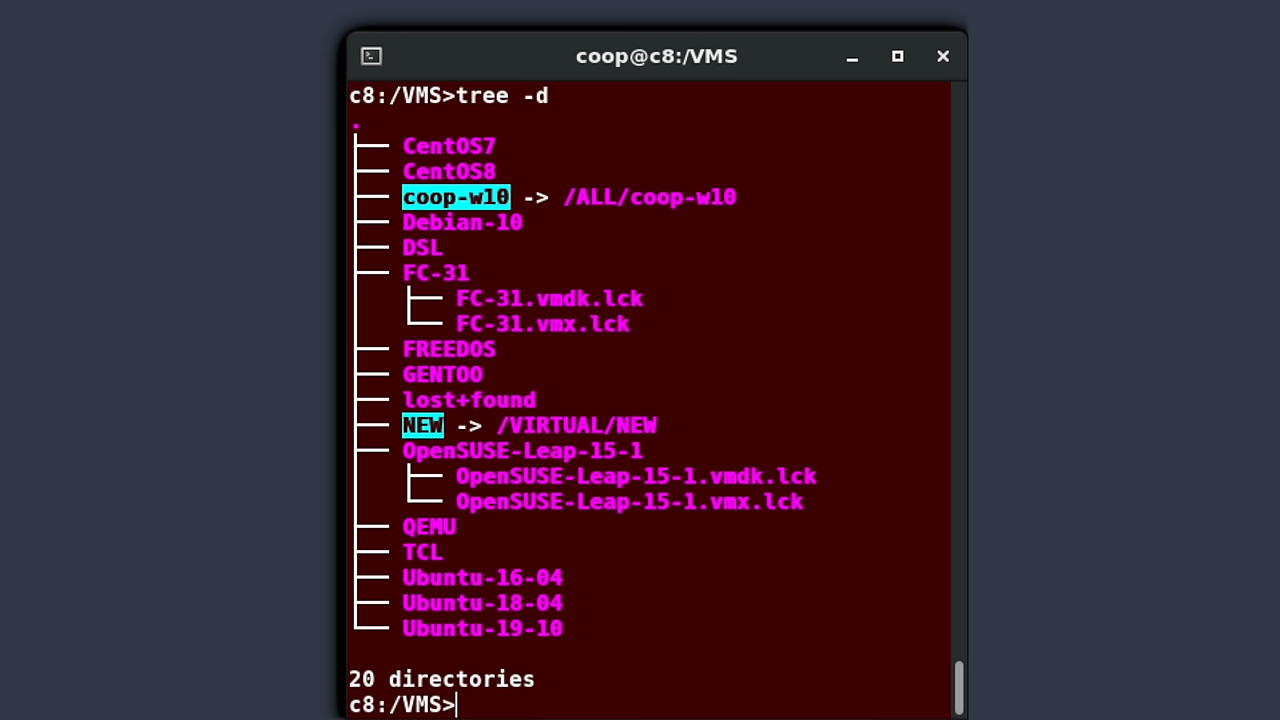 coop@c8:/VMS
c8:/VMS>tree -d
.
├── CentOS7
├── CentOS8
├── coop-w10 -> /ALL/coop-w10
├── Debian-10
├── DSL
├── FC-31
│   ├── FC-31.vmdk.lck
│   └── FC-31.vmx.lck
├── FREEDOS
├── GENTOO
├── lost+found
├── NEW -> /VIRTUAL/NEW
├── OpenSUSE-Leap-15-1
│   ├── OpenSUSE-Leap-15-1.vmdk.lck
│   └── OpenSUSE-Leap-15-1.vmx.lck
├── QEMU
├── TCL
├── Ubuntu-16-04
├── Ubuntu-18-04
└── Ubuntu-19-10
20 directories
c8:/VMS>